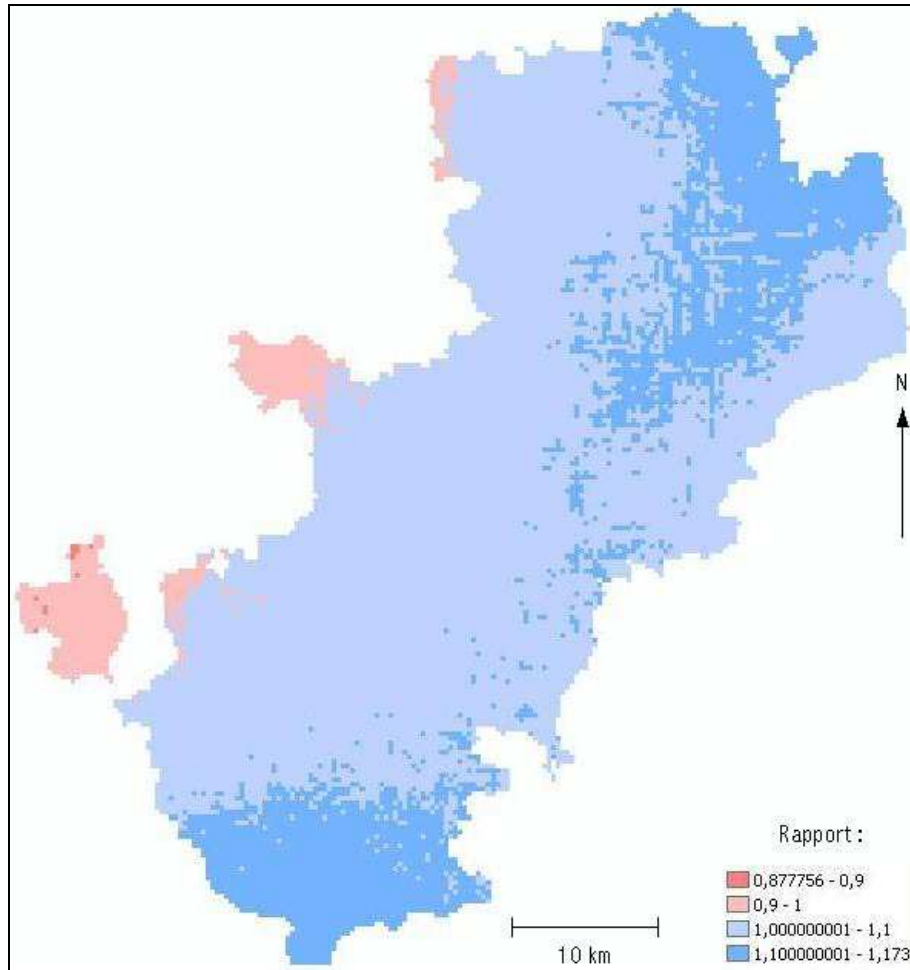 N
Rapport :
0,877756 - 0,9
0,9 - 1
1,000000001 - 1,1
1,100000001 - 1,173
10 km